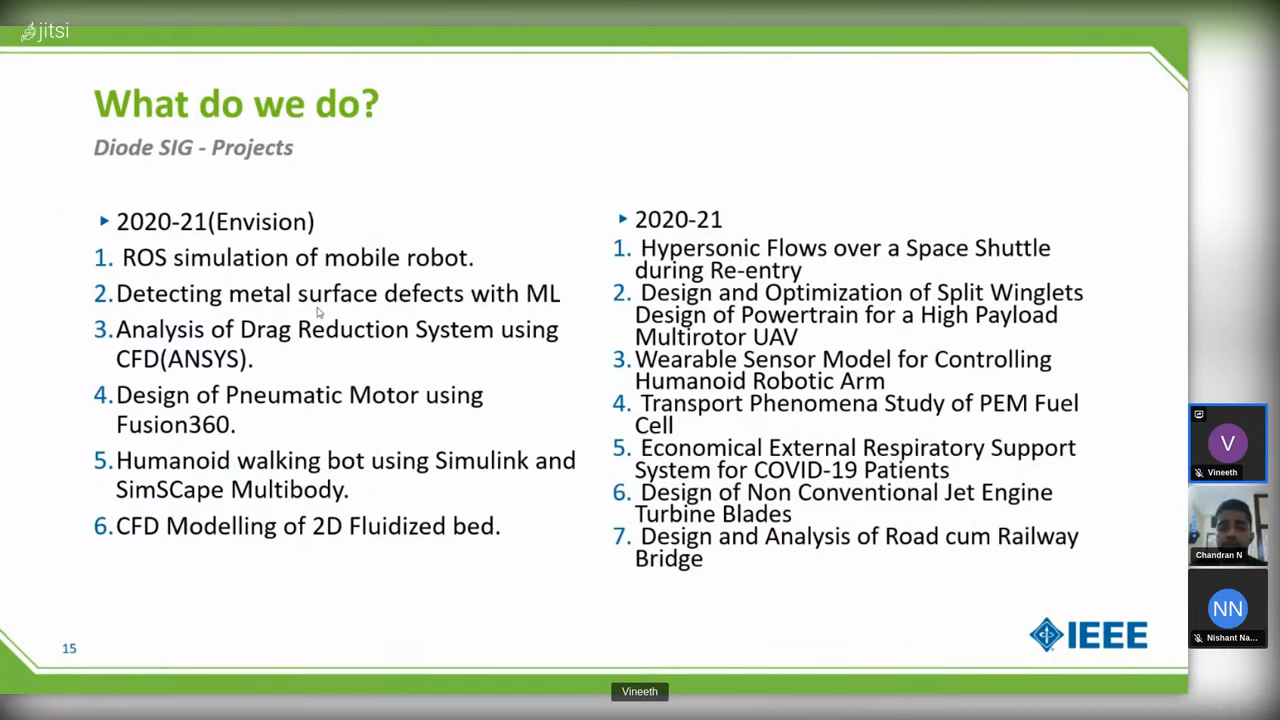 jitsi
What do we do?
Diode SIG - Projects
2020-21(Envision)
1. ROS simulation of mobile robot.
2.Detecting metal surface defects with ML
3.Analysis of Drag Reduction System using
CFD(ANSYS).
4.Design of Pneumatic Motor using
Fusion360.
5.Humanoid walking bot using Simulink and
SimSCape Multibody.
6.CFD Modelling of 2D Fluidized bed.
2020-21
1. Hypersonic Flows over a Space Shuttle
during Re-entry
2. Design and Optimization of Split Winglets
Design of Powertrain for a High Payload
Multirotor UAV
3.Wearable Sensor Model for Controlling
Humanoid Robotic Arm
4. Transport Phenomena Study of PEM Fuel
Cell
5. Economical External Respiratory Support
System for COVID-19 Patients
6. Design of Non Conventional Jet Engine
Turbine Blades
7. Design and Analysis of Road cum Railway
Bridge
15
IEEE
V
Vineeth
Chandran N
NN
Nishant Na...
Vineeth